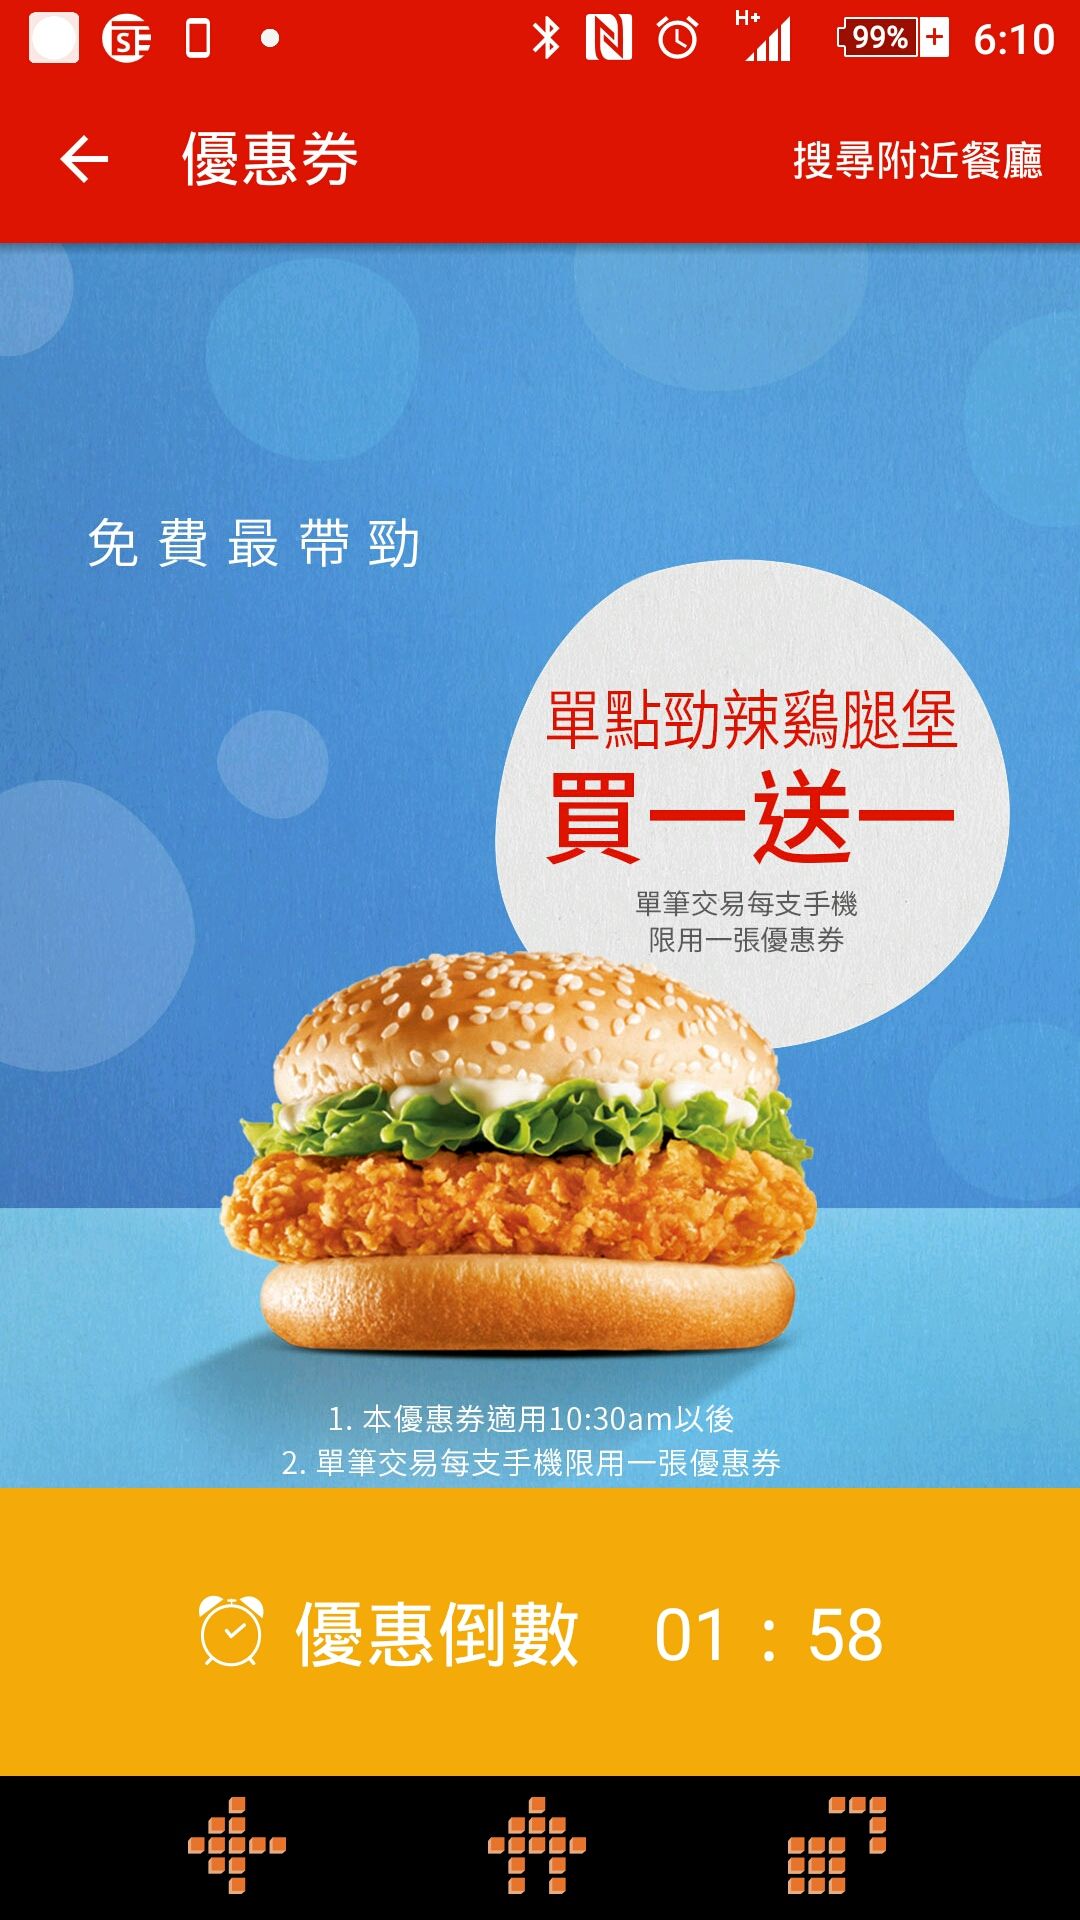 H+
99%
6:10
優惠券
搜尋附近餐廳
免費最帶勁
單點勁辣鷄腿堡
買一送一
單筆交易每支手機
限用一張優惠券
1. 本優惠券適用10:30am以後
2. 單筆交易每支手機限用一張優惠券
優惠倒數 01 : 58